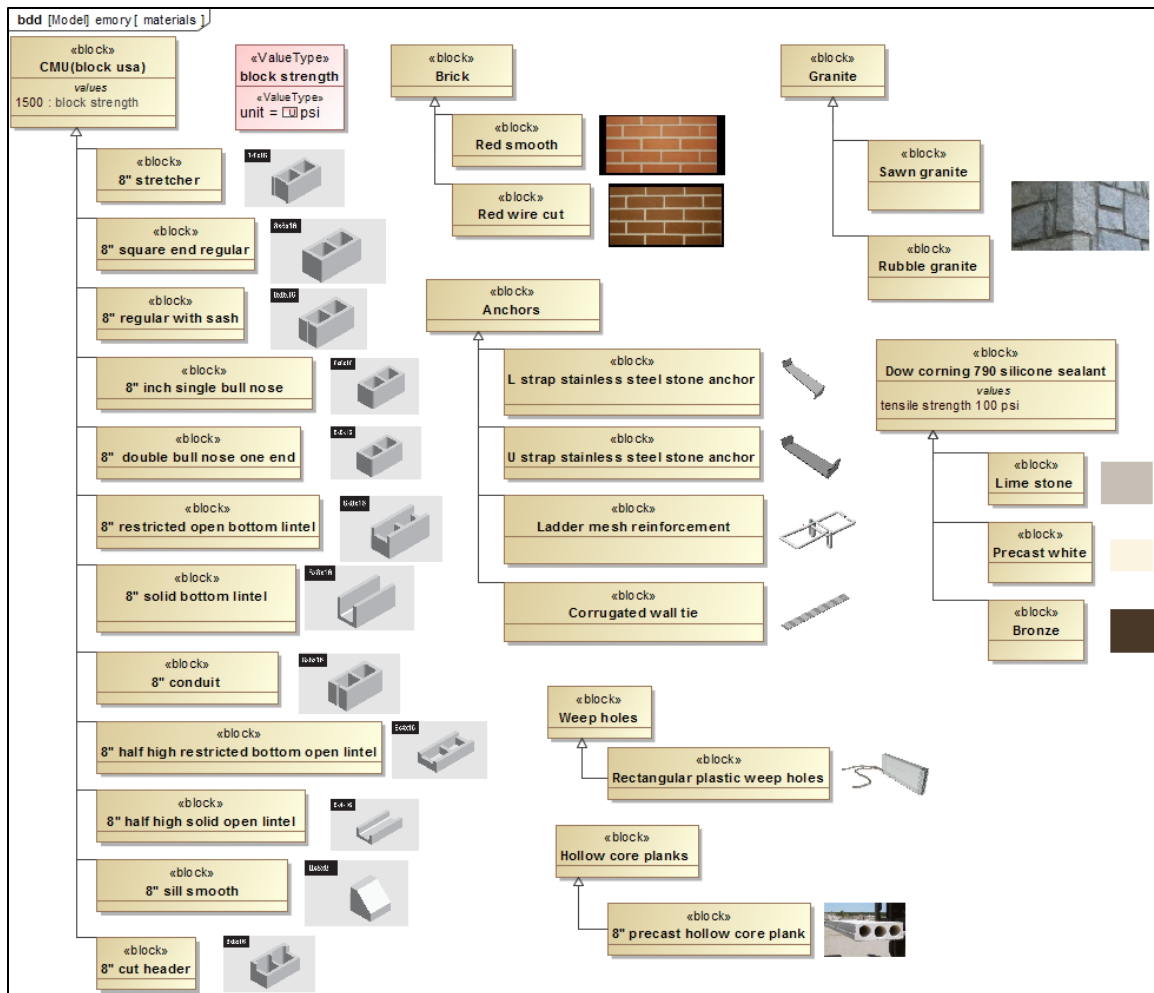 bdd [Model] emory [ materials ]
«block»
CMU(block usa)
values
1500 : block strength
«ValueType»
block strength
«ValueType»
unit = U psi
«block»
8" stretcher
«block»
8" square end regular
«block»
8" regular with sash
«block»
8" inch single bull nose
«block»
8" double bull nose one end
«block»
8" restricted open bottom lintel
«block»
8" solid bottom lintel
«block»
8" conduit
«block»
8" half high restricted bottom open lintel
«block»
8" half high solid open lintel
«block»
8" sill smooth
«block»
8" cut header
«block»
Brick
«block»
Red smooth
«block»
Red wire cut
«block»
Anchors
«block»
L strap stainless steel stone anchor
«block»
U strap stainless steel stone anchor
«block»
Ladder mesh reinforcement
«block»
Corrugated wall tie
«block»
Weep holes
«block»
Rectangular plastic weep holes
«block»
Hollow core planks
«block»
8" precast hollow core plank
«block»
Granite
«block»
Sawn granite
«block»
Rubble granite
«block»
Dow corning 790 silicone sealant
values
tensile strength 100 psi
«block»
Lime stone
«block»
Precast white
«block»
Bronze